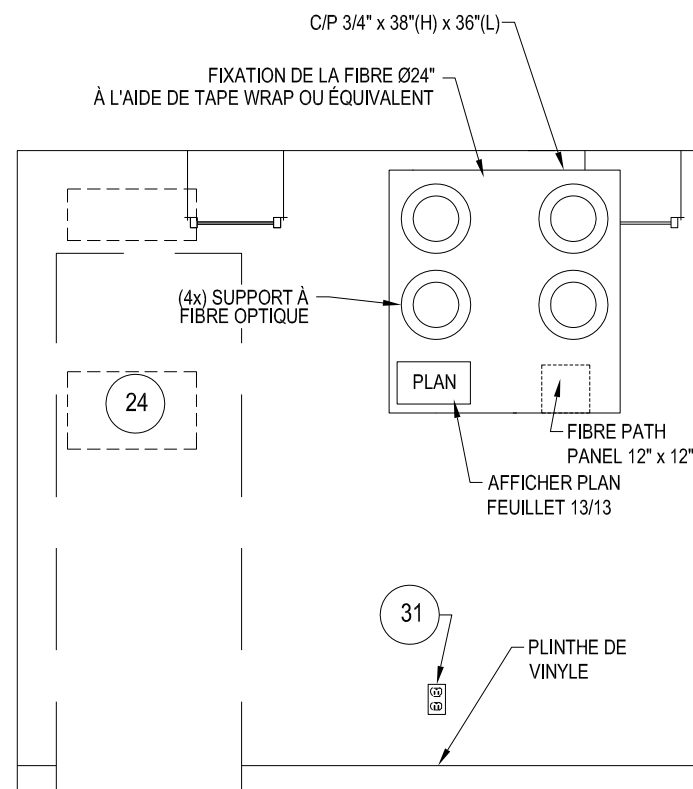 C/P 3/4" x 38"(H) x 36"(L)
FIXATION DE LA FIBRE Ø24"
À L'AIDE DE TAPE WRAP OU ÉQUIVALENT
(4x) SUPPORT À
FIBRE OPTIQUE
PLAN
24
FIBRE PATH
PANEL 12" x 12"
AFFICHER PLAN
FEUILLET 13/13
31
PLINTHE DE
VINYLE